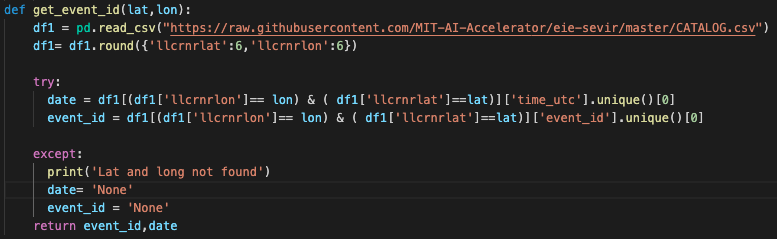 def get_event_id(lat,lon):
  df1 = pd.read_csv("https://raw.githubusercontent.com/MIT-AI-Accelerator/eie-sevir/master/CATALOG.csv")
  df1= df1.round({'llcrnrlat':6,'llcrnrlon':6})

  try:
    date = df1[(df1['llcrnrlon']== lon) & ( df1['llcrnrlat']==lat)]['time_utc'].unique()[0]
    event_id = df1[(df1['llcrnrlon']== lon) & ( df1['llcrnrlat']==lat)]['event_id'].unique()[0]

  except:
    print('Lat and long not found')
    date= 'None'
    event_id = 'None'
  return event_id,date